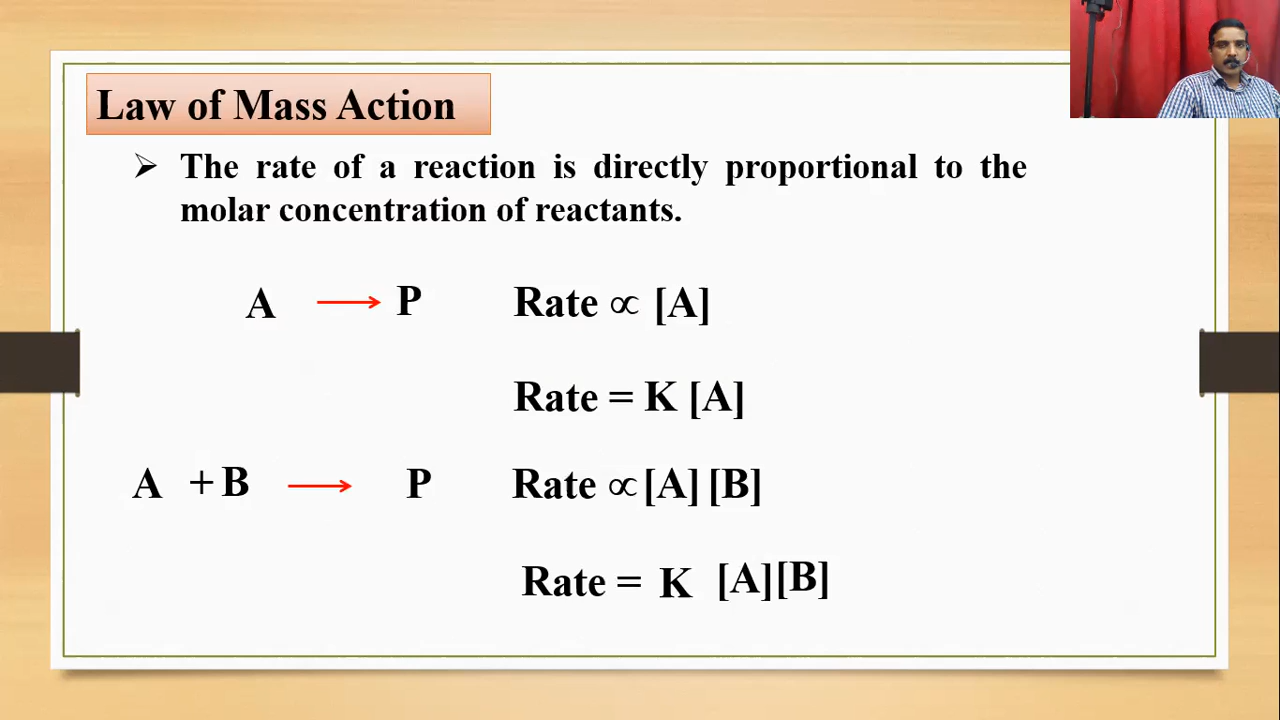 Law of Mass Action
➢ The rate of a reaction is directly proportional to the
molar concentration of reactants.
A ⟶ P Rate ∝ [A]
Rate = K [A]
A + B ⟶ P Rate ∝ [A] [B]
Rate = K [A][B]